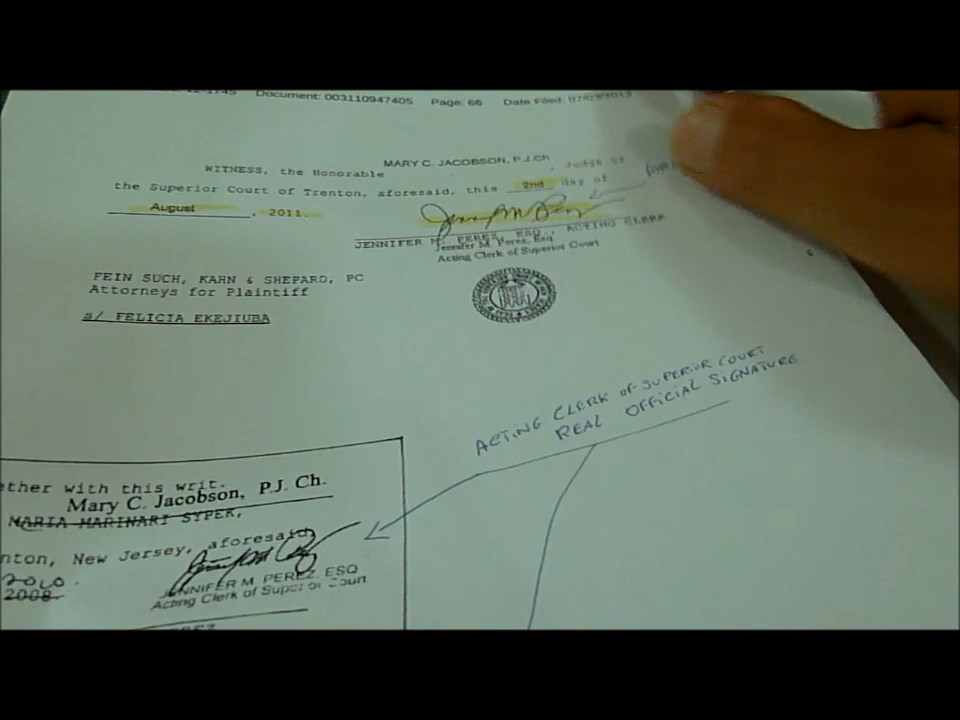 12-1745 Document: 003110947405 Page: 66 Date Filed:
WITNESS, the Honorable MARY C. JACOBSON, P.J.Ch , Judge of
the Superior Court of Trenton, aforesaid, this 2nd day of
August , 2011.
JENNIFER M. PEREZ, ESQ., ACTING CLERK
Jennifer M. Perez, Esq
Acting Clerk of Superior Court
FEIN SUCH, KAHN & SHEPARD, PC
Attorneys for Plaintiff
s/ FELICIA EKEJIUBA
ACTING CLERK OF SUPERIOR COURT
REAL OFFICIAL SIGNATURE
ether with this writ.
Mary C. Jacobson, P.J. Ch.
MARIA MARINARI SYPEK,
nton, New Jersey, aforesaid
2010.
2008.
JENNIFER M. PEREZ ESQ
Acting Clerk of Superior Court